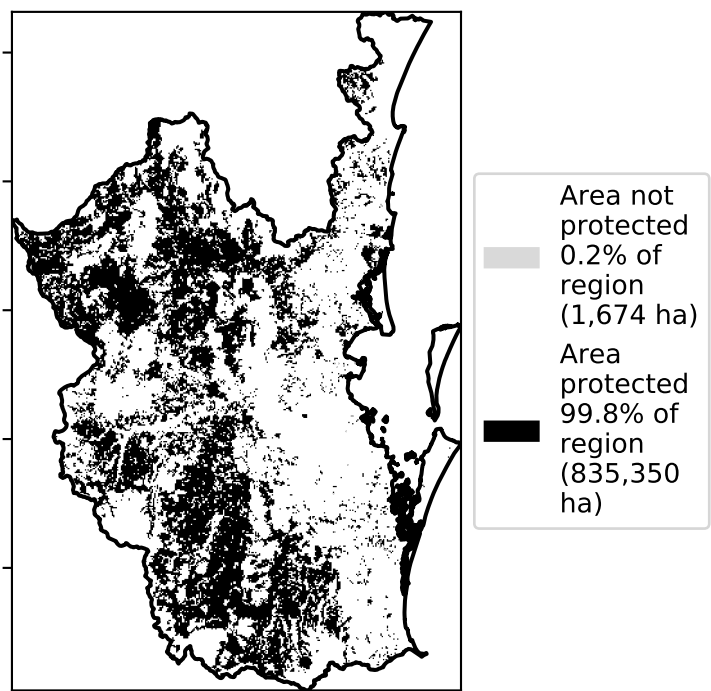 Area not
protected
0.2% of
region
(1,674 ha)
Area
protected
99.8% of
region
(835,350
ha)